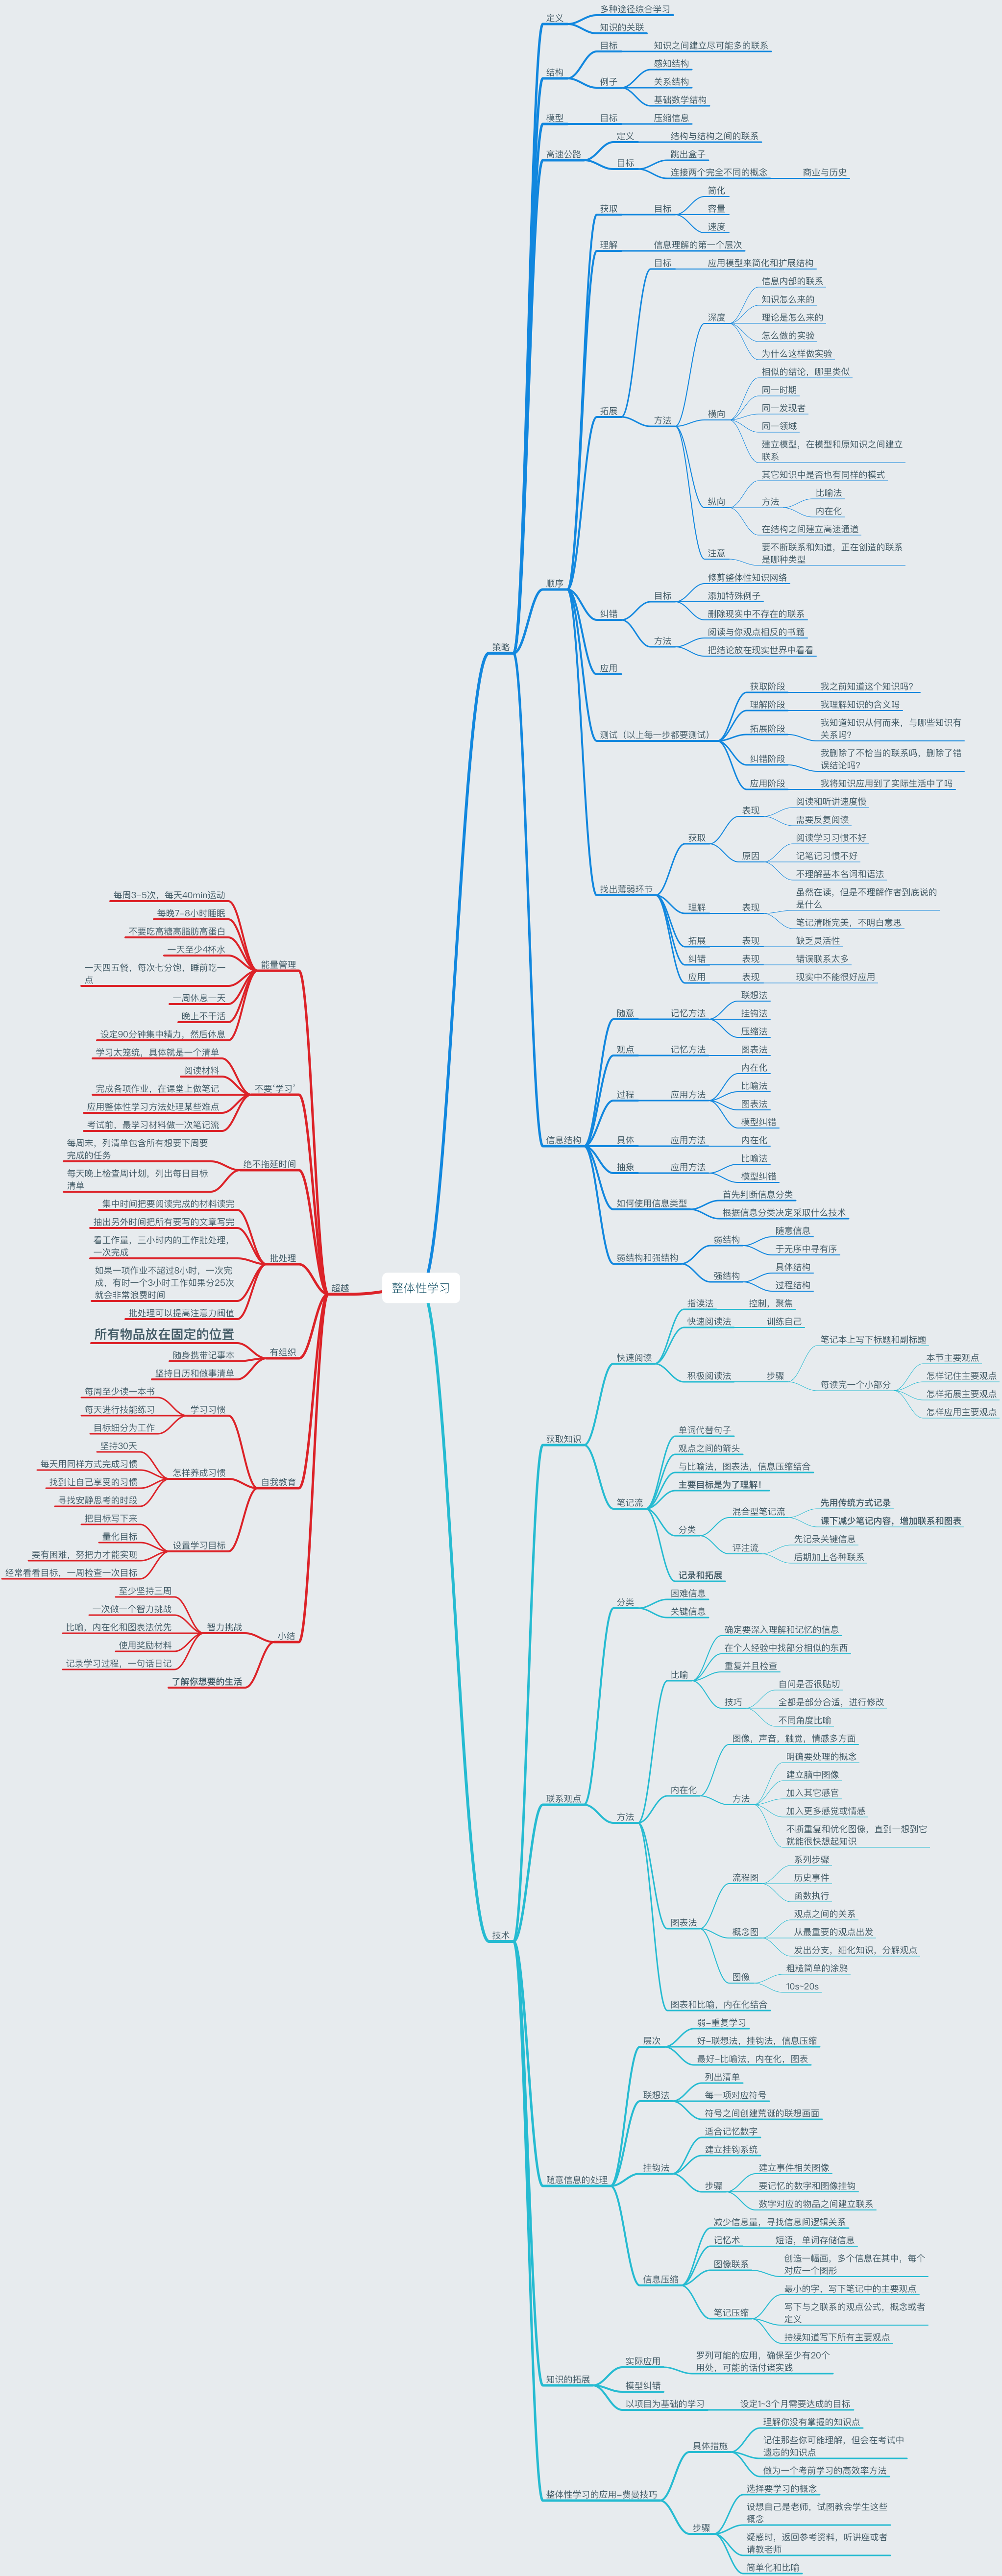 整体性学习
策略
定义
多种途径综合学习
知识的关联
结构
目标
知识之间建立尽可能多的联系
例子
感知结构
关系结构
基础数学结构
模型
目标
压缩信息
高速公路
定义
结构与结构之间的联系
目标
跳出盒子
连接两个完全不同的概念
商业与历史
顺序
获取
目标
简化
容量
速度
理解
信息理解的第一个层次
拓展
目标
应用模型来简化和扩展结构
方法
深度
信息内部的联系
知识怎么来的
理论是怎么来的
怎么做的实验
为什么这样做实验
横向
相似的结论，哪里类似
同一时期
同一发现者
同一领域
建立模型，在模型和原知识之间建立
联系
纵向
其它知识中是否也有同样的模式
方法
比喻法
内在化
在结构之间建立高速通道
注意
要不断联系和知道，正在创造的联系
是哪种类型
纠错
目标
修剪整体性知识网络
添加特殊例子
删除现实中不存在的联系
方法
阅读与你观点相反的书籍
把结论放在现实世界中看看
应用
测试（以上每一步都要测试）
获取阶段
我之前知道这个知识吗？
理解阶段
我理解知识的含义吗
拓展阶段
我知道知识从何而来，与哪些知识有
关系吗？
纠错阶段
我删除了不恰当的联系吗，删除了错
误结论吗？
应用阶段
我将知识应用到了实际生活中了吗
找出薄弱环节
获取
表现
阅读和听讲速度慢
需要反复阅读
原因
阅读学习习惯不好
记笔记习惯不好
不理解基本名词和语法
理解
表现
虽然在读，但是不理解作者到底说的
是什么
笔记清晰完美，不明白意思
拓展
表现
缺乏灵活性
纠错
表现
错误联系太多
应用
表现
现实中不能很好应用
信息结构
随意
记忆方法
联想法
挂钩法
压缩法
观点
记忆方法
图表法
过程
应用方法
内在化
比喻法
图表法
模型纠错
具体
应用方法
内在化
抽象
应用方法
比喻法
模型纠错
如何使用信息类型
首先判断信息分类
根据信息分类决定采取什么技术
弱结构和强结构
弱结构
随意信息
于无序中寻有序
强结构
具体结构
过程结构
技术
获取知识
快速阅读
指读法
控制，聚焦
快速阅读法
训练自己
积极阅读法
步骤
笔记本上写下标题和副标题
每读完一个小部分
本节主要观点
怎样记住主要观点
怎样拓展主要观点
怎样应用主要观点
笔记流
单词代替句子
观点之间的箭头
与比喻法，图表法，信息压缩结合
主要目标是为了理解！
分类
混合型笔记流
先用传统方式记录
课下减少笔记内容，增加联系和图表
评注流
先记录关键信息
后期加上各种联系
记录和拓展
联系观点
分类
困难信息
关键信息
方法
比喻
确定要深入理解和记忆的信息
在个人经验中找部分相似的东西
重复并且检查
技巧
自问是否很贴切
全都是部分合适，进行修改
不同角度比喻
内在化
图像，声音，触觉，情感多方面
方法
明确要处理的概念
建立脑中图像
加入其它感官
加入更多感觉或情感
不断重复和优化图像，直到一想到它
就能很快想起知识
图表法
流程图
系列步骤
历史事件
函数执行
概念图
观点之间的关系
从最重要的观点出发
发出分支，细化知识，分解观点
图像
粗糙简单的涂鸦
10s~20s
图表和比喻，内在化结合
随意信息的处理
层次
弱-重复学习
好-联想法，挂钩法，信息压缩
最好-比喻法，内在化，图表
联想法
列出清单
每一项对应符号
符号之间创建荒诞的联想画面
挂钩法
适合记忆数字
建立挂钩系统
步骤
建立事件相关图像
要记忆的数字和图像挂钩
数字对应的物品之间建立联系
信息压缩
减少信息量，寻找信息间逻辑关系
记忆术
短语，单词存储信息
图像联系
创造一幅画，多个信息在其中，每个
对应一个图形
笔记压缩
最小的字，写下笔记中的主要观点
写下与之联系的观点公式，概念或者
定义
持续知道写下所有主要观点
知识的拓展
实际应用
罗列可能的应用，确保至少有20个
用处，可能的话付诸实践
模型纠错
以项目为基础的学习
设定1~3个月需要达成的目标
整体性学习的应用-费曼技巧
具体措施
理解你没有掌握的知识点
记住那些你可能理解，但会在考试中
遗忘的知识点
做为一个考前学习的高效率方法
步骤
选择要学习的概念
设想自己是老师，试图教会学生这些
概念
疑惑时，返回参考资料，听讲座或者
请教老师
简单化和比喻
超越
能量管理
每周3-5次，每天40min运动
每晚7-8小时睡眠
不要吃高糖高脂肪高蛋白
一天至少4杯水
一天四五餐，每次七分饱，睡前吃一
点
一周休息一天
晚上不干活
设定90分钟集中精力，然后休息
不要‘学习’
学习太笼统，具体就是一个清单
阅读材料
完成各项作业，在课堂上做笔记
应用整体性学习方法处理某些难点
考试前，最学习材料做一次笔记流
绝不拖延时间
每周末，列清单包含所有想要下周要
完成的任务
每天晚上检查周计划，列出每日目标
清单
批处理
集中时间把要阅读完成的材料读完
抽出另外时间把所有要写的文章写完
看工作量，三小时内的工作批处理，
一次完成
如果一项作业不超过8小时，一次完
成，有时一个3小时工作如果分25次
就会非常浪费时间
批处理可以提高注意力阀值
有组织
所有物品放在固定的位置
随身携带记事本
坚持日历和做事清单
自我教育
学习习惯
每周至少读一本书
每天进行技能练习
目标细分为工作
怎样养成习惯
坚持30天
每天用同样方式完成习惯
找到让自己享受的习惯
寻找安静思考的时段
设置学习目标
把目标写下来
量化目标
要有困难，努把力才能实现
经常看看目标，一周检查一次目标
小结
智力挑战
至少坚持三周
一次做一个智力挑战
比喻，内在化和图表法优先
使用奖励材料
记录学习过程，一句话日记
了解你想要的生活